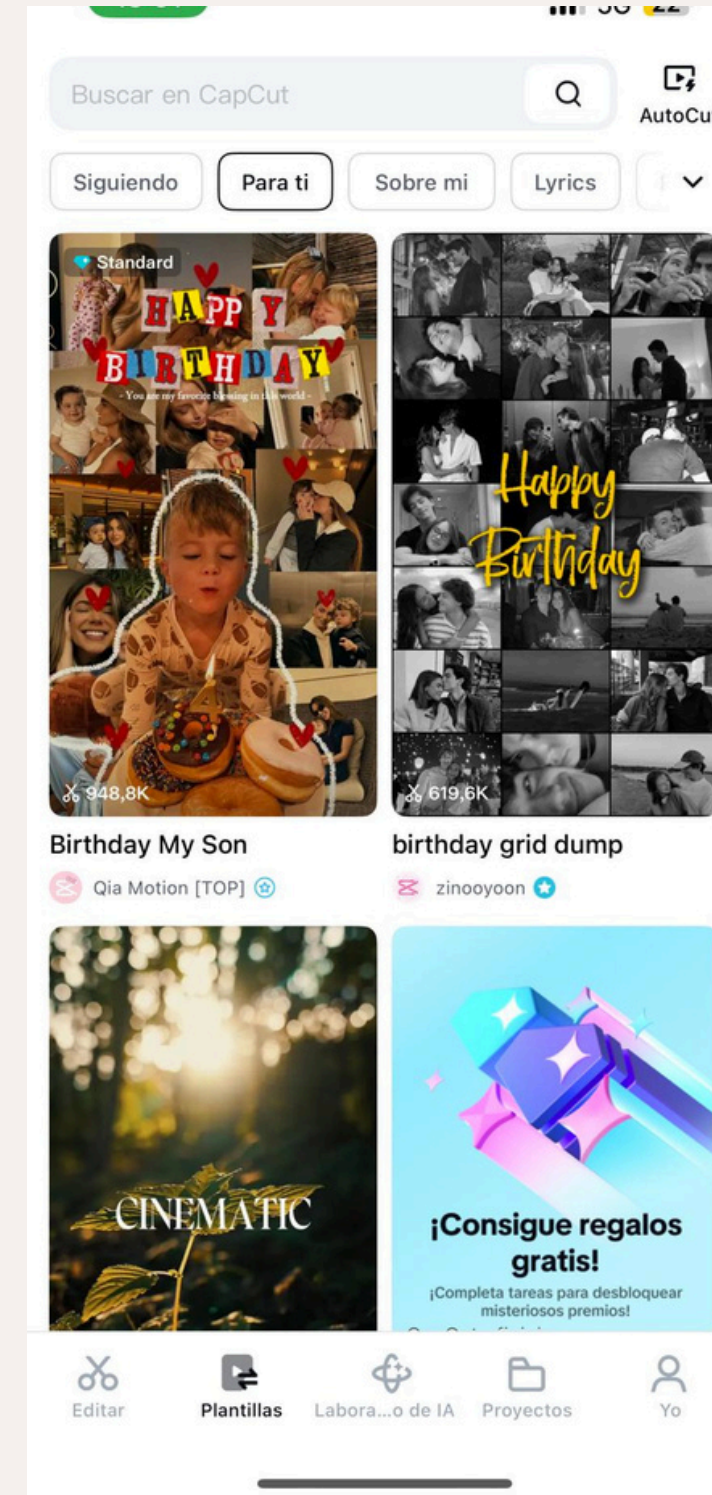 5G 22
Buscar en CapCut
AutoCut
Siguiendo
Para ti
Sobre mi
Lyrics
Standard
HAPPY
BIRTHDAY
- You are my favorite blessing in this world -
948,8K
Happy
Birthday
619,6K
Birthday My Son
birthday grid dump
Qia Motion [TOP]
zinooyoon
CINEMATIC
¡Consigue regalos
gratis!
¡Completa tareas para desbloquear
misteriosos premios!
Editar
Plantillas
Labora...o de IA
Proyectos
Yo